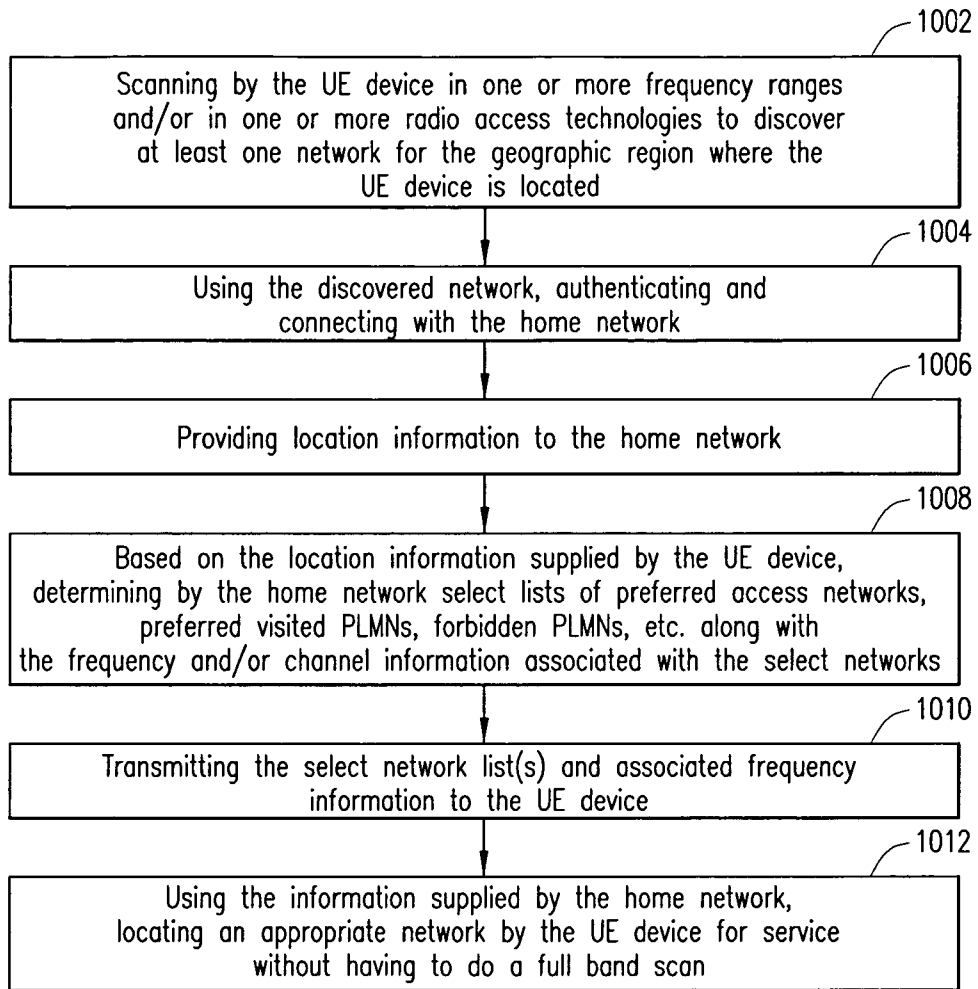 1002
Scanning by the UE device in one or more frequency ranges
and/or in one or more radio access technologies to discover
at least one network for the geographic region where the
UE device is located
1004
Using the discovered network, authenticating and
connecting with the home network
1006
Providing location information to the home network
1008
Based on the location information supplied by the UE device,
determining by the home network select lists of preferred access networks,
preferred visited PLMNs, forbidden PLMNs, etc. along with
the frequency and/or channel information associated with the select networks
1010
Transmitting the select network list(s) and associated frequency
information to the UE device
1012
Using the information supplied by the home network,
locating an appropriate network by the UE device for service
without having to do a full band scan